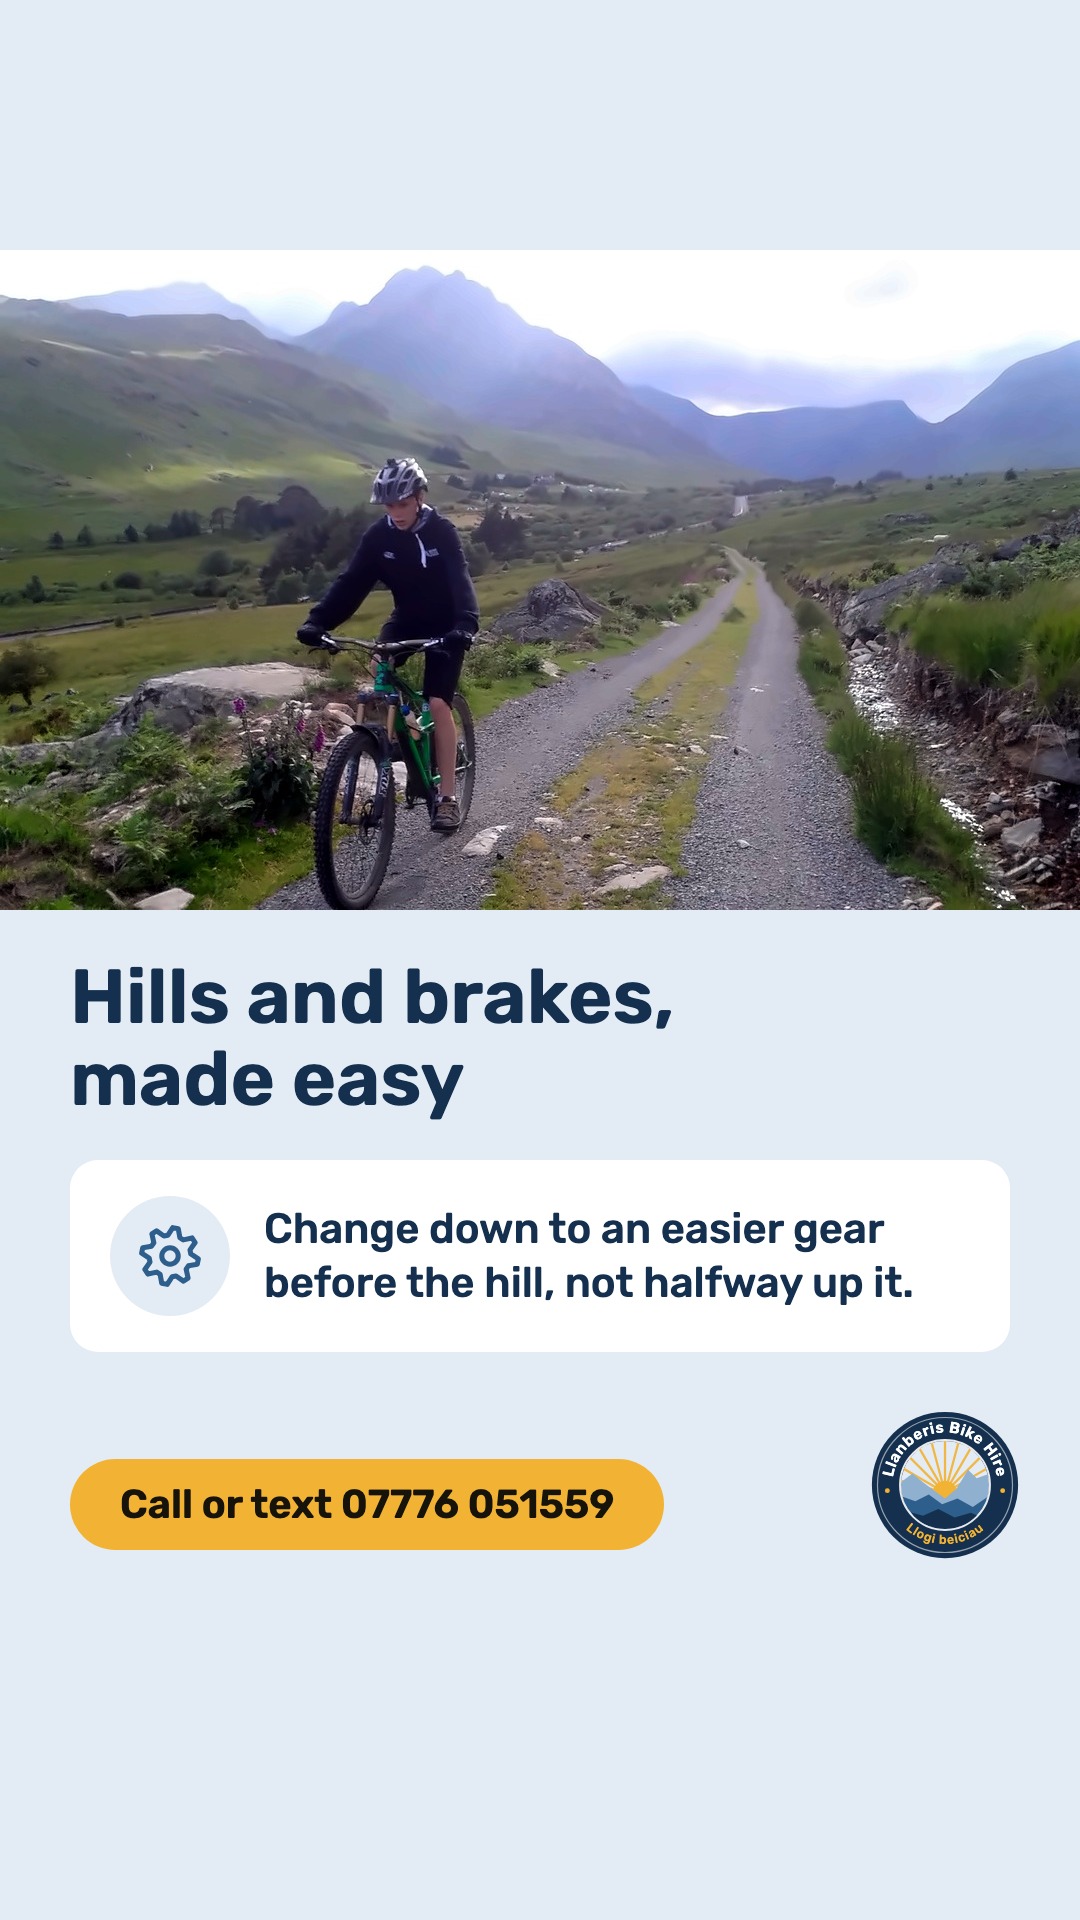 Hills and brakes,
made easy
Change down to an easier gear
before the hill, not halfway up it.
Call or text 07776 051559
Llanberis Bike Hire
Llogi beiciau